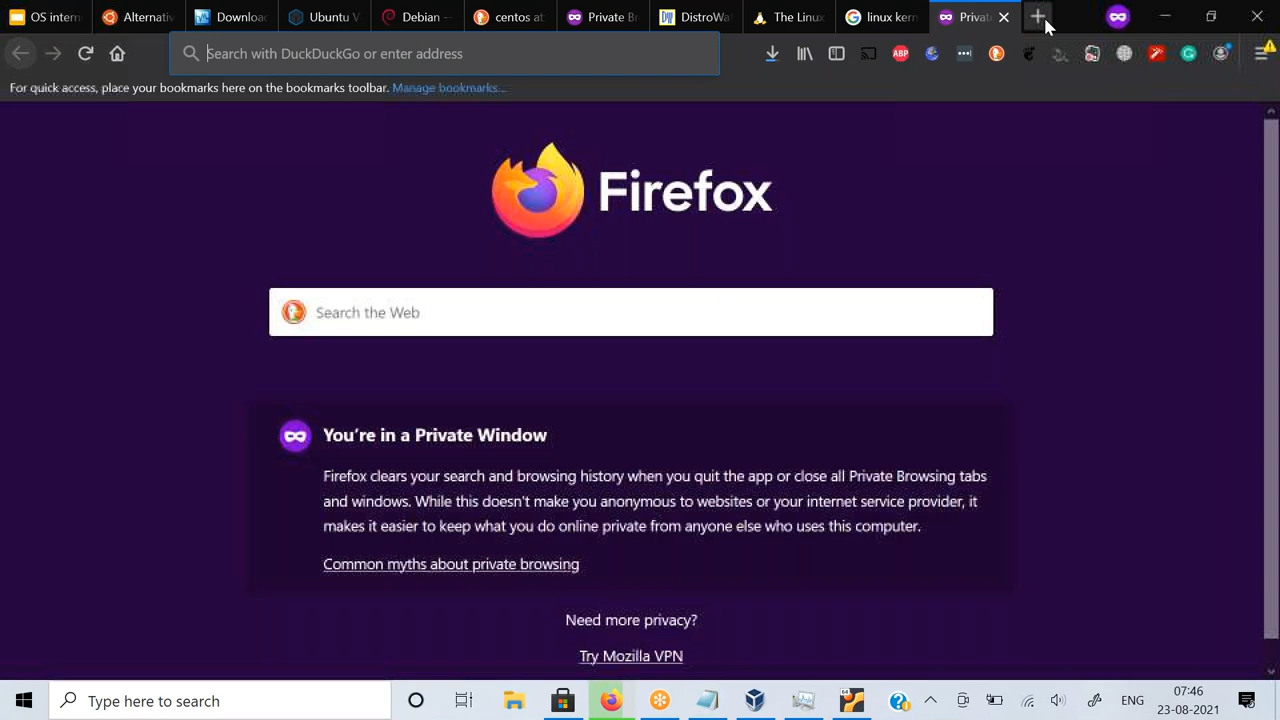 OS intern
Alternativ
Downloa
Ubuntu V
Debian --
centos at
Private Br
DistroWat
The Linux
linux kern
Private
Search with DuckDuckGo or enter address
ABP
For quick access, place your bookmarks here on the bookmarks toolbar. Manage bookmarks...
Firefox
Search the Web
You're in a Private Window
Firefox clears your search and browsing history when you quit the app or close all Private Browsing tabs
and windows. While this doesn't make you anonymous to websites or your internet service provider, it
makes it easier to keep what you do online private from anyone else who uses this computer.
Common myths about private browsing
Need more privacy?
Try Mozilla VPN
Type here to search
ENG
07:46
23-08-2021